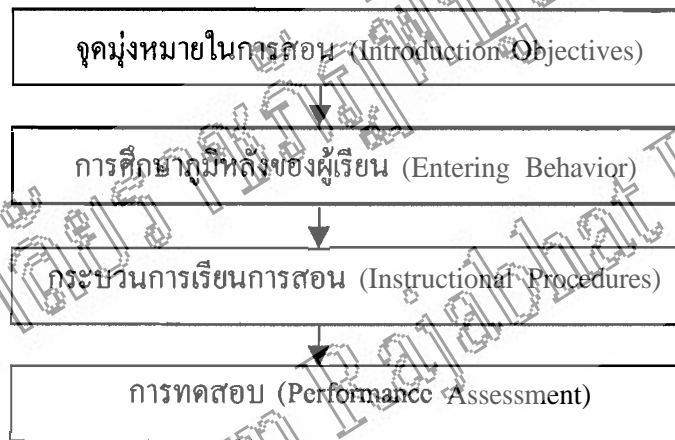 จุดมุ่งหมายในการสอน (Introduction Objectives)
การศึกษาภูมิหลังของผู้เรียน (Entering Behavior)
กระบวนการเรียนการสอน (Instructional Procedures)
การทดสอบ (Performance Assessment)
Rajabhat